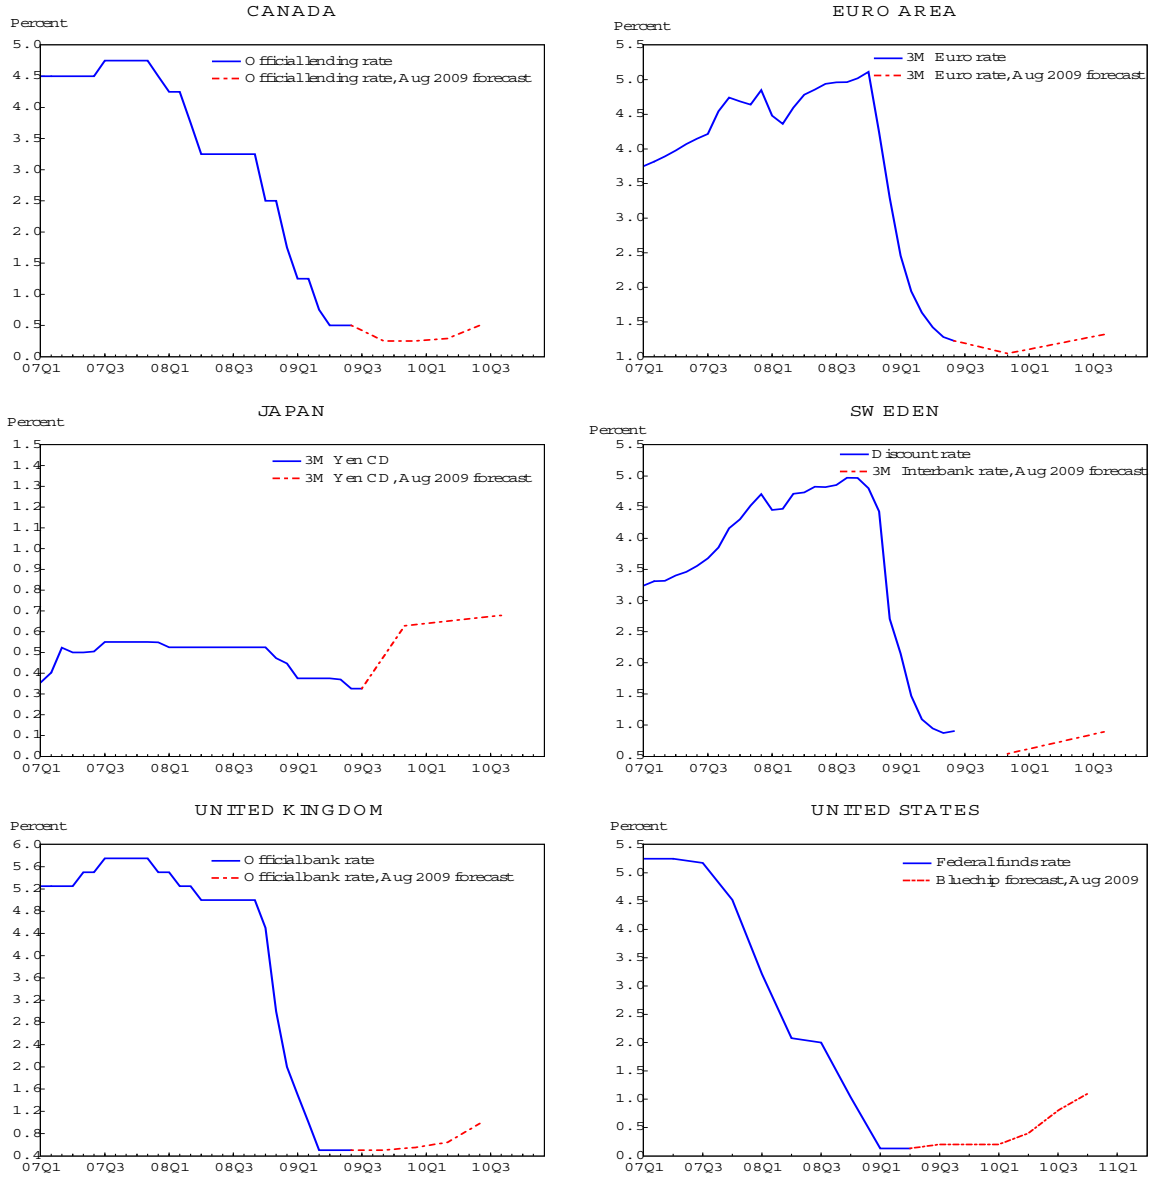 CANADA
Percent
Official lending rate
Official lending rate, Aug 2009 forecast
5.0
4.5
4.0
3.5
3.0
2.5
2.0
1.5
1.0
0.5
0.0
07Q1 07Q3 08Q1 08Q3 09Q1 09Q3 10Q1 10Q3
EURO AREA
Percent
3M Euro rate
3M Euro rate, Aug 2009 forecast
5.5
5.0
4.5
4.0
3.5
3.0
2.5
2.0
1.5
1.0
07Q1 07Q3 08Q1 08Q3 09Q1 09Q3 10Q1 10Q3
JAPAN
Percent
3M Yen CD
3M Yen CD, Aug 2009 forecast
1.5
1.4
1.3
1.2
1.1
1.0
0.9
0.8
0.7
0.6
0.5
0.4
0.3
0.2
0.1
0.0
07Q1 07Q3 08Q1 08Q3 09Q1 09Q3 10Q1 10Q3
SWEDEN
Percent
Discount rate
3M Interbank rate, Aug 2009 forecast
5.5
5.0
4.5
4.0
3.5
3.0
2.5
2.0
1.5
1.0
0.5
07Q1 07Q3 08Q1 08Q3 09Q1 09Q3 10Q1 10Q3
UNITED KINGDOM
Percent
Official bank rate
Official bank rate, Aug 2009 forecast
6.0
5.6
5.2
4.8
4.4
4.0
3.6
3.2
2.8
2.4
2.0
1.6
1.2
0.8
0.4
07Q1 07Q3 08Q1 08Q3 09Q1 09Q3 10Q1 10Q3
UNITED STATES
Percent
Federal funds rate
Bluechip forecast, Aug 2009
5.5
5.0
4.5
4.0
3.5
3.0
2.5
2.0
1.5
1.0
0.5
0.0
07Q1 07Q3 08Q1 08Q3 09Q1 09Q3 10Q1 10Q3 11Q1